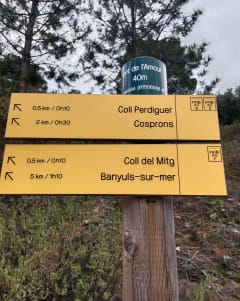 de l'Amour
40m
0.5 km / 0h10 Coll Perdiguer
2 km / 0h30 Cosprons
0.5 km / 0h10 Coll del Mitg
5 km / 1h10 Banyuls-sur-mer